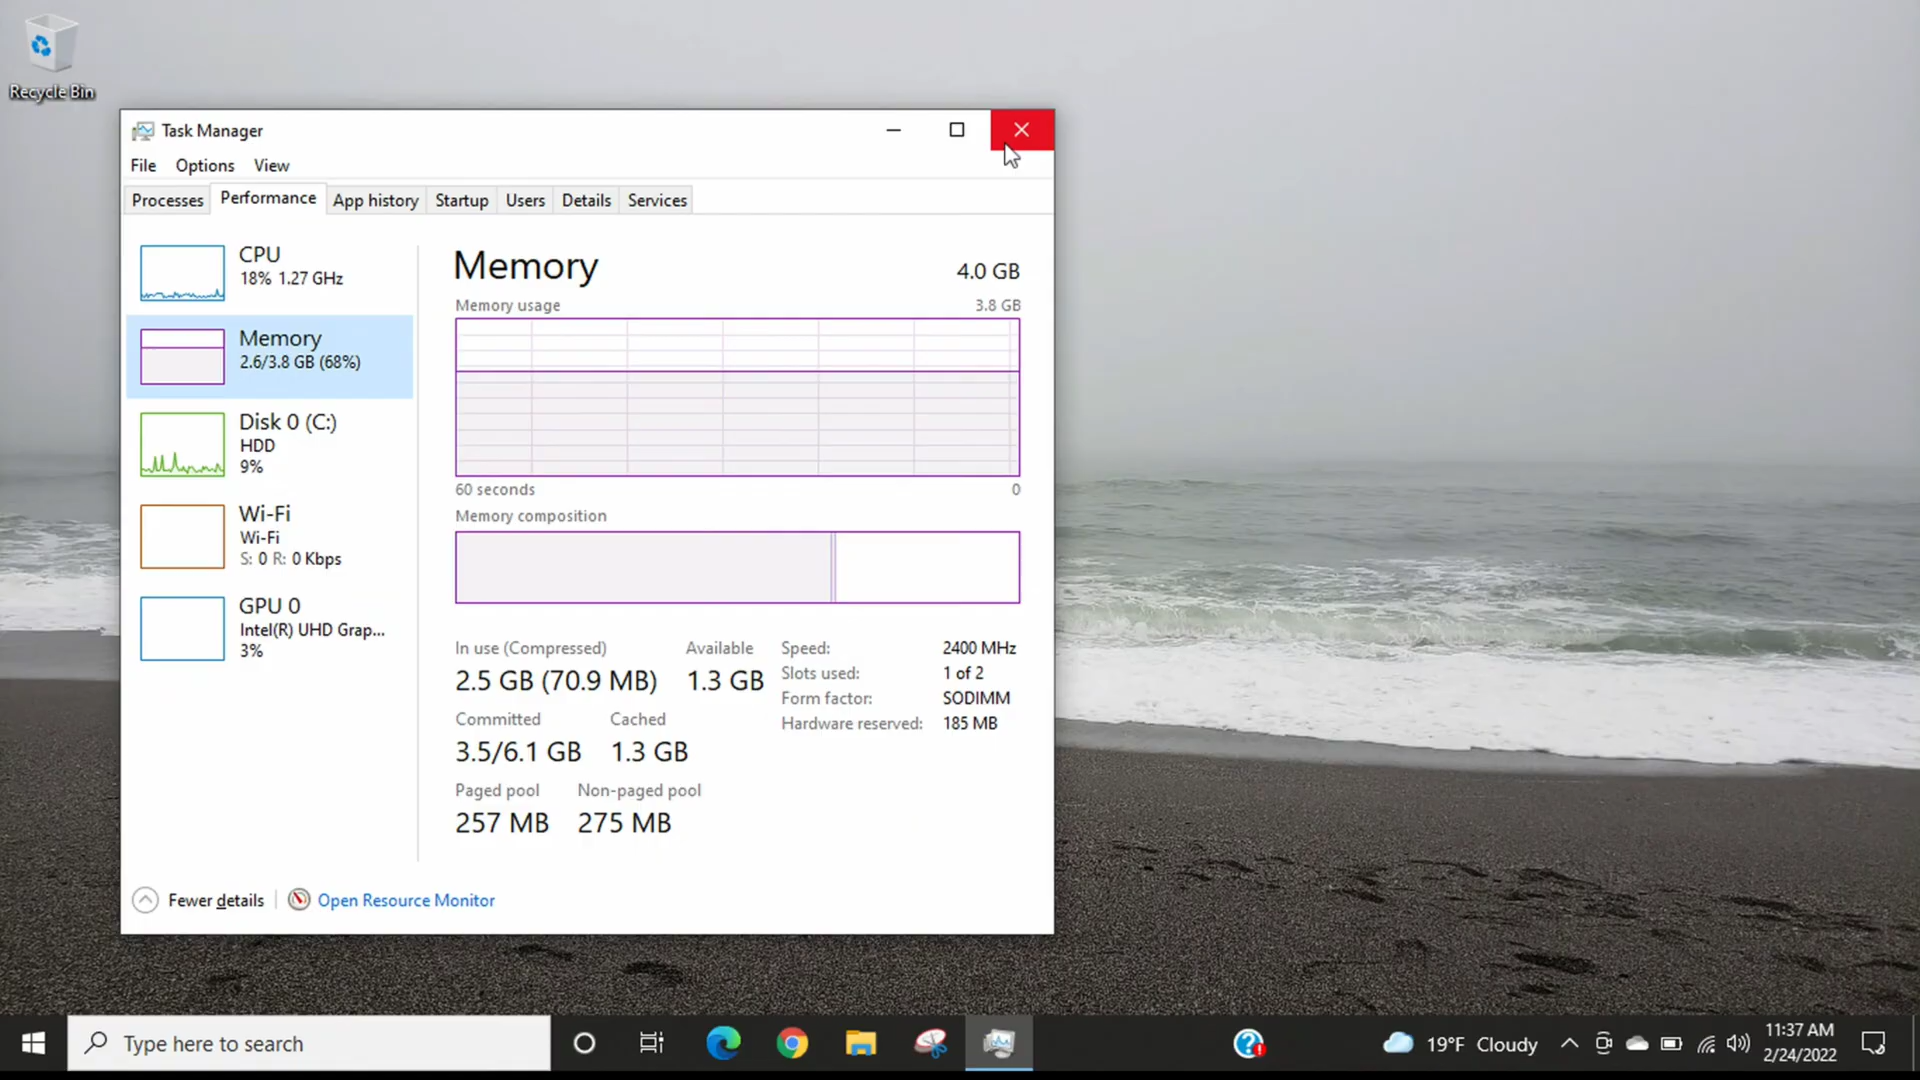 Recycle Bin
Task Manager
File Options View
Processes Performance App history Startup Users Details Services
CPU
18% 1.27 GHz
Memory
2.6/3.8 GB (68%)
Disk 0 (C:)
HDD
9%
Wi-Fi
Wi-Fi
S: 0 R: 0 Kbps
GPU 0
Intel(R) UHD Grap...
3%
Memory 4.0 GB
Memory usage 3.8 GB
60 seconds 0
Memory composition
In use (Compressed) Available
2.5 GB (70.9 MB) 1.3 GB
Committed Cached
3.5/6.1 GB 1.3 GB
Paged pool Non-paged pool
257 MB 275 MB
Speed: 2400 MHz
Slots used: 1 of 2
Form factor: SODIMM
Hardware reserved: 185 MB
Fewer details Open Resource Monitor
Type here to search
19°F Cloudy
11:37 AM
2/24/2022